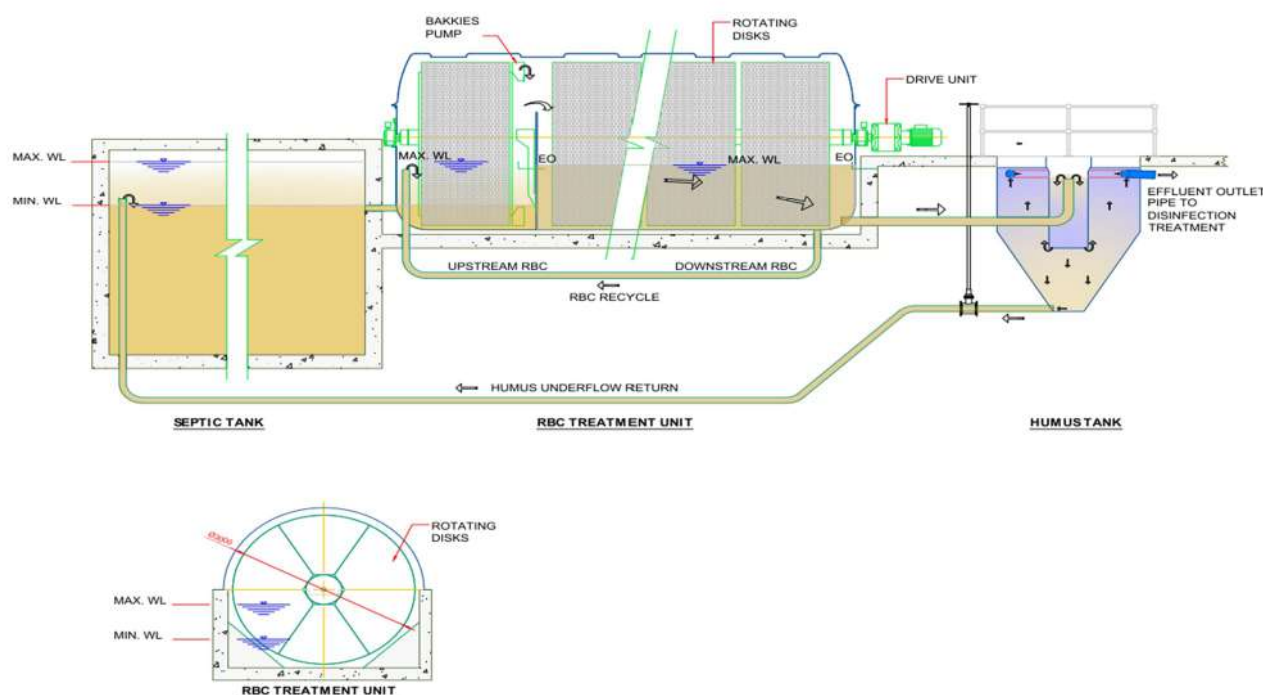 BAKKIES
PUMP
ROTATING
DISKS
DRIVE UNIT
MAX. WL
MAX. WL
EO
MAX. WL
EO
MIN. WL
EFFLUENT OUTLET
PIPE TO
DISINFECTION
TREATMENT
UPSTREAM RBC
DOWNSTREAM RBC
RBC RECYCLE
HUMUS UNDERFLOW RETURN
SEPTIC TANK
RBC TREATMENT UNIT
HUMUS TANK
ROTATING
DISKS
Ø3000
MAX. WL
MIN. WL
RBC TREATMENT UNIT